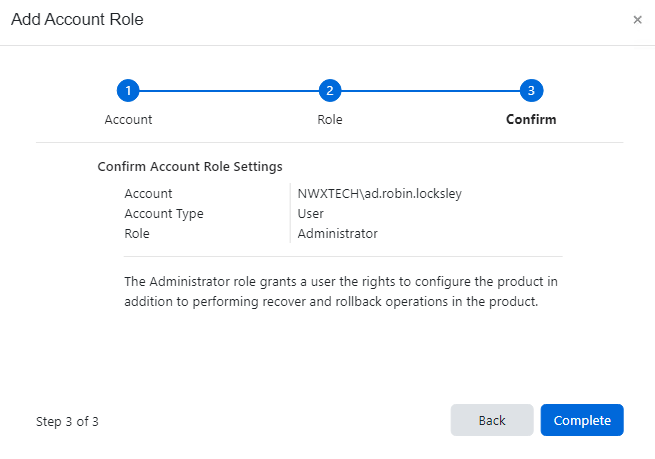 Add Account Role ×
1 2 3
Account Role Confirm
Confirm Account Role Settings
Account NWXTECH\ad.robin.locksley
Account Type User
Role Administrator
The Administrator role grants a user the rights to configure the product in
addition to performing recover and rollback operations in the product.
Step 3 of 3 Back Complete